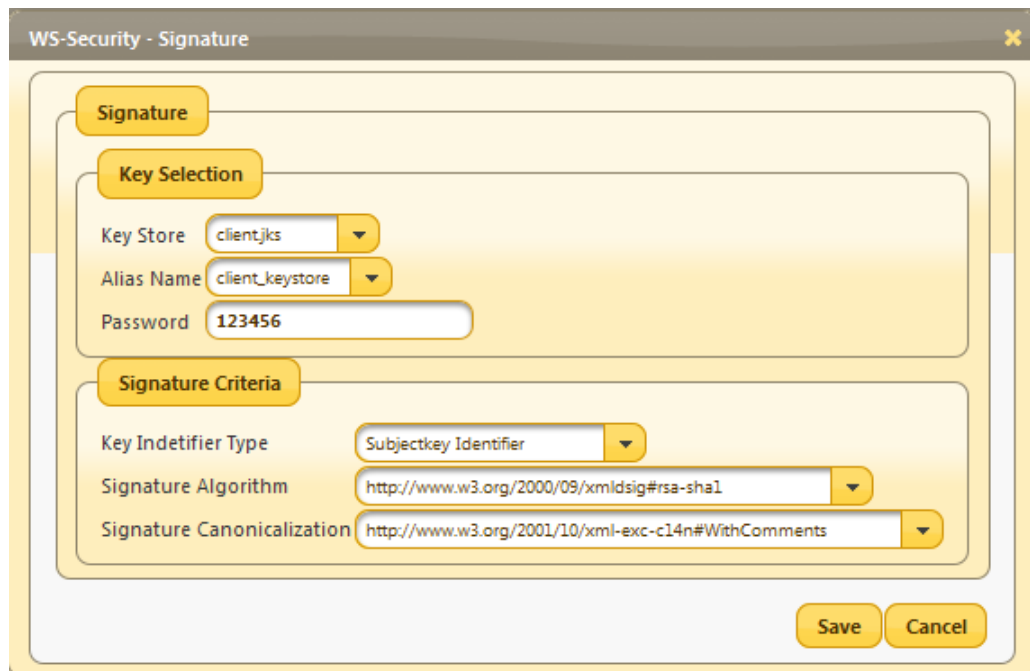 WS-Security - Signature
Signature
Key Selection
Key Store client.jks
Alias Name client_keystore
Password 123456
Signature Criteria
Key Indetifier Type Subjectkey Identifier
Signature Algorithm http://www.w3.org/2000/09/xmldsig#rsa-sha1
Signature Canonicalization http://www.w3.org/2001/10/xml-exc-c14n#WithComments
Save Cancel